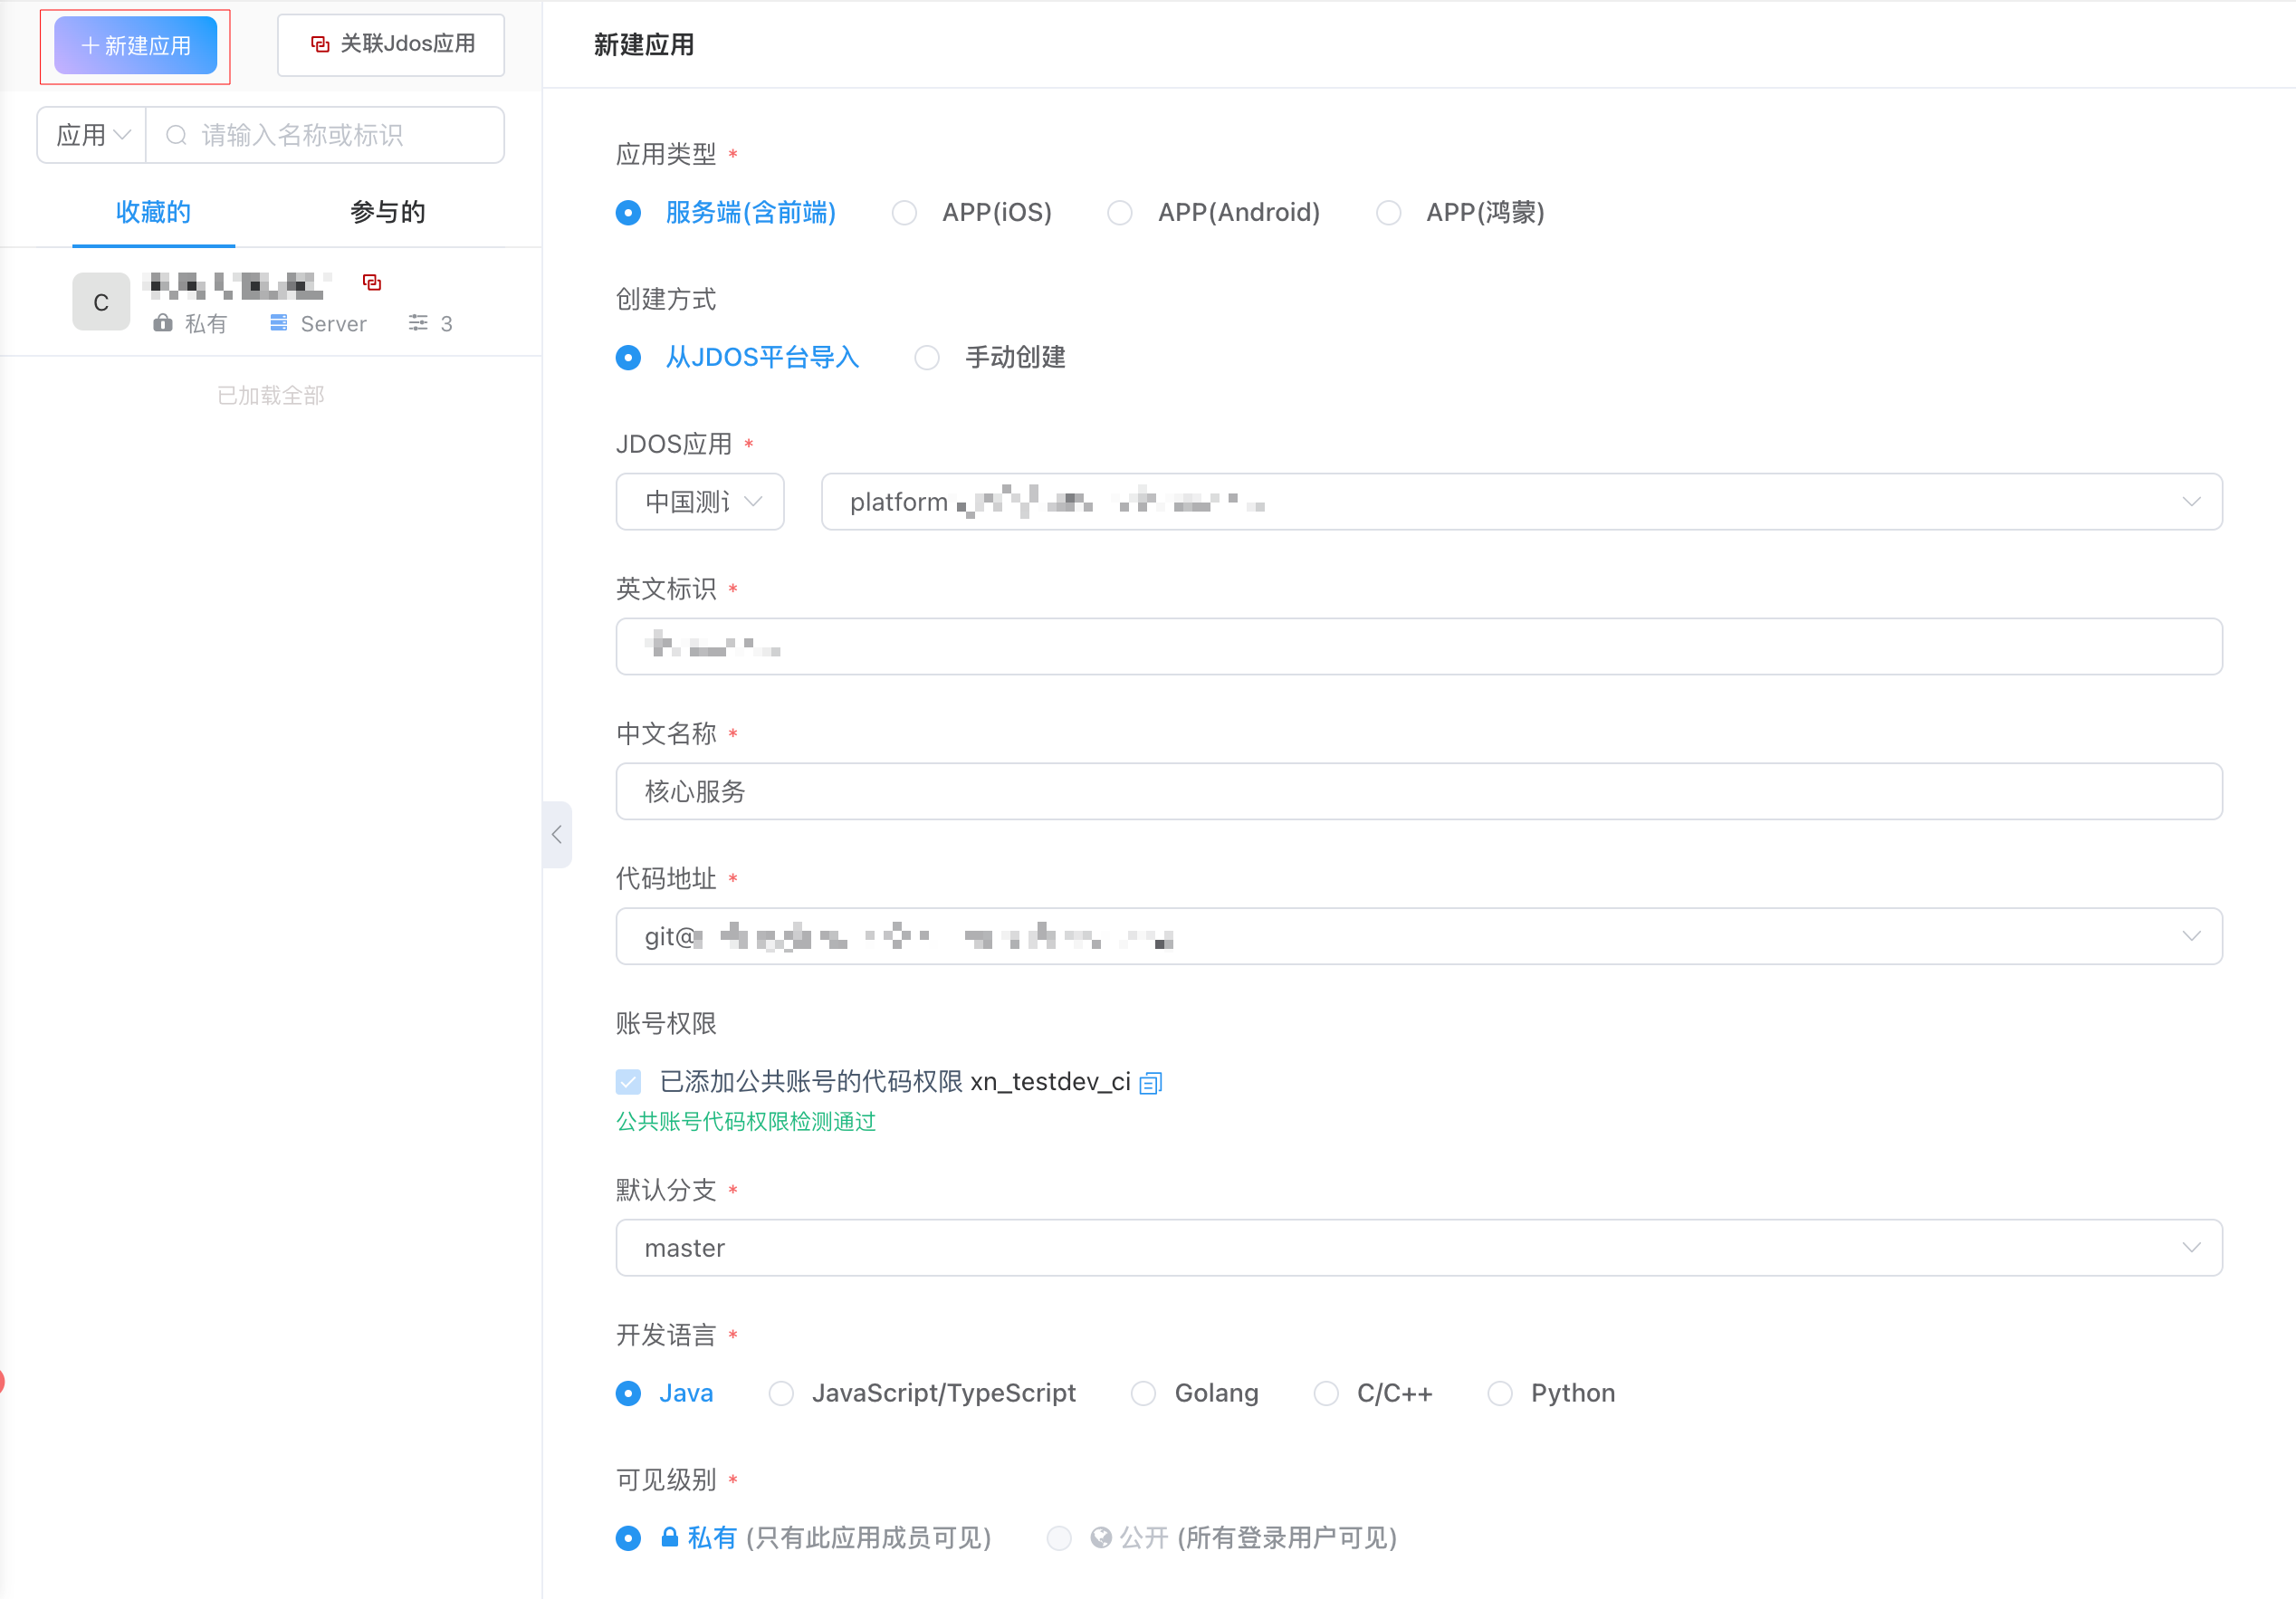 新建应用
关联Jdos应用
应用
请输入名称或标识
收藏的
参与的
C
私有
Server
3
已加载全部
新建应用
应用类型 *
服务端(含前端)
APP(iOS)
APP(Android)
APP(鸿蒙)
创建方式
从JDOS平台导入
手动创建
JDOS应用 *
中国测
platform
英文标识 *
中文名称 *
核心服务
代码地址 *
git@
账号权限
已添加公共账号的代码权限 xn_testdev_ci
公共账号代码权限检测通过
默认分支 *
master
开发语言 *
Java
JavaScript/TypeScript
Golang
C/C++
Python
可见级别 *
私有 (只有此应用成员可见)
公开 (所有登录用户可见)